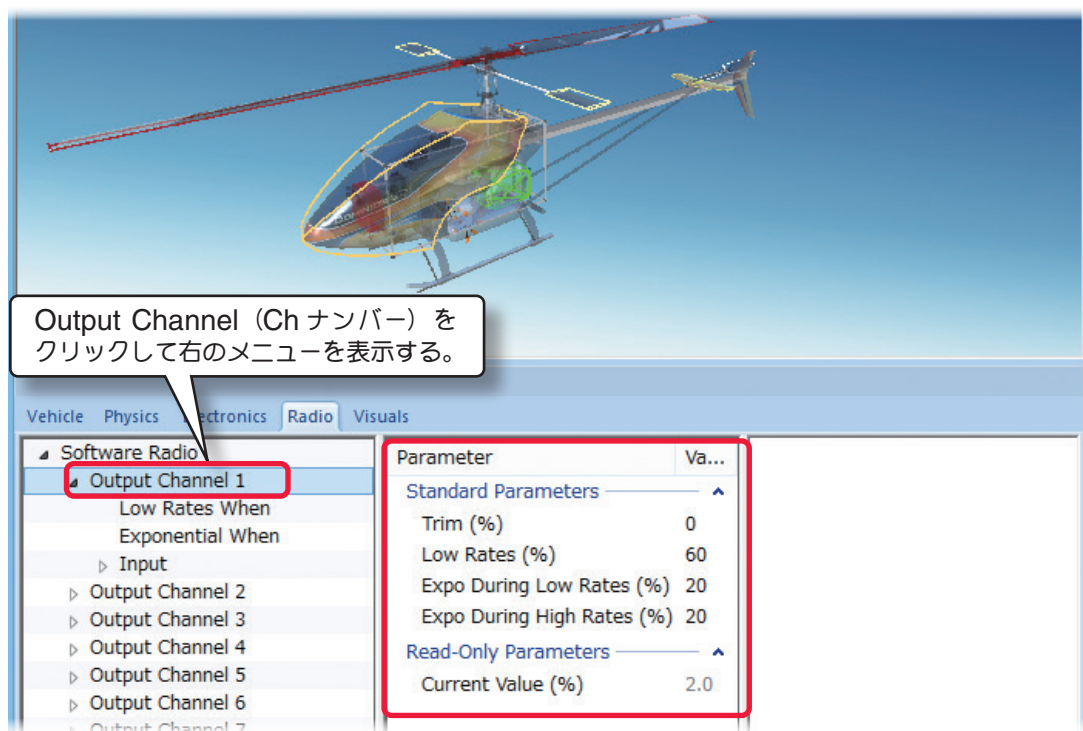 Output Channel（Ch ナンバー）を
クリックして右のメニューを表示する。
Vehicle Physics ectronics Radio Visuals
Software Radio
Output Channel 1
Low Rates When
Exponential When
Input
Output Channel 2
Output Channel 3
Output Channel 4
Output Channel 5
Output Channel 6
Output Channel 7
Parameter Va...
Standard Parameters
Trim (%) 0
Low Rates (%) 60
Expo During Low Rates (%) 20
Expo During High Rates (%) 20
Read-Only Parameters
Current Value (%) 2.0